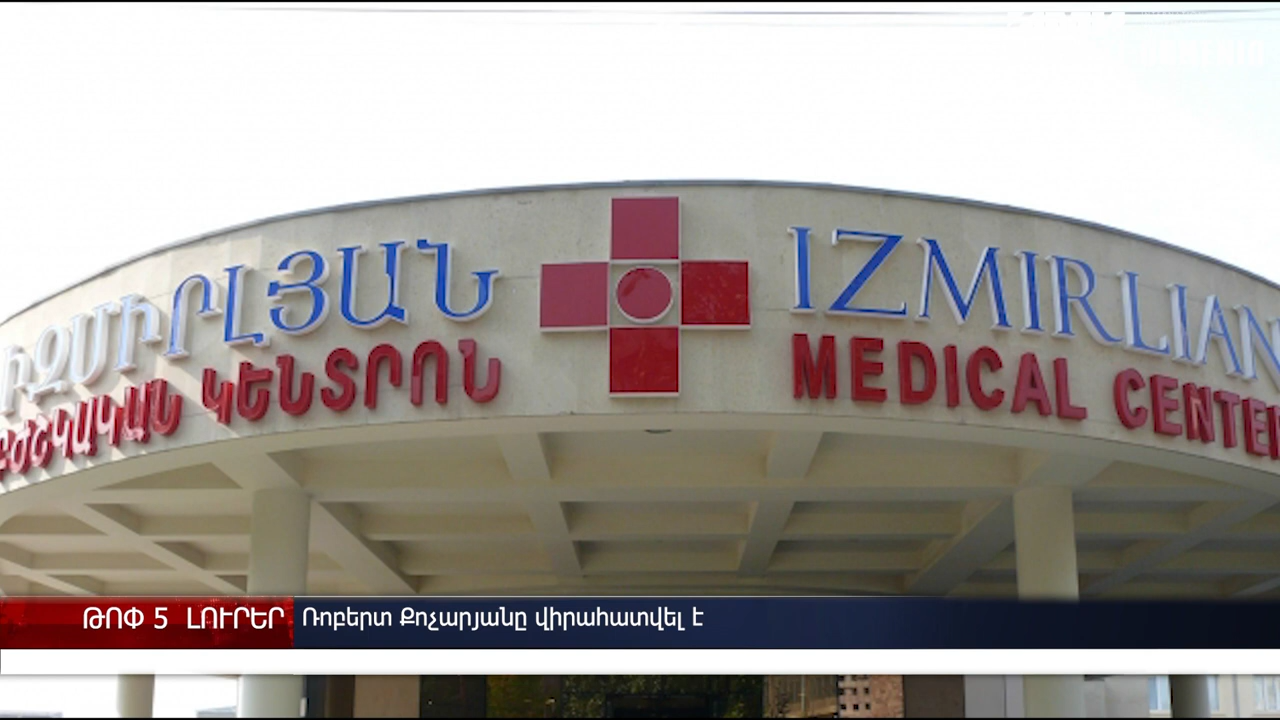 ԻԶՄԻՐԼՅԱՆ
ԲԺՇԿԱԿԱՆ ԿԵՆՏՐՈՆ
IZMIRLIAN
MEDICAL CENTER
ԹՈՓ 5 ԼՈՒՐԵՐ
Ռոբերտ Քոչարյանը վիրահատվել է